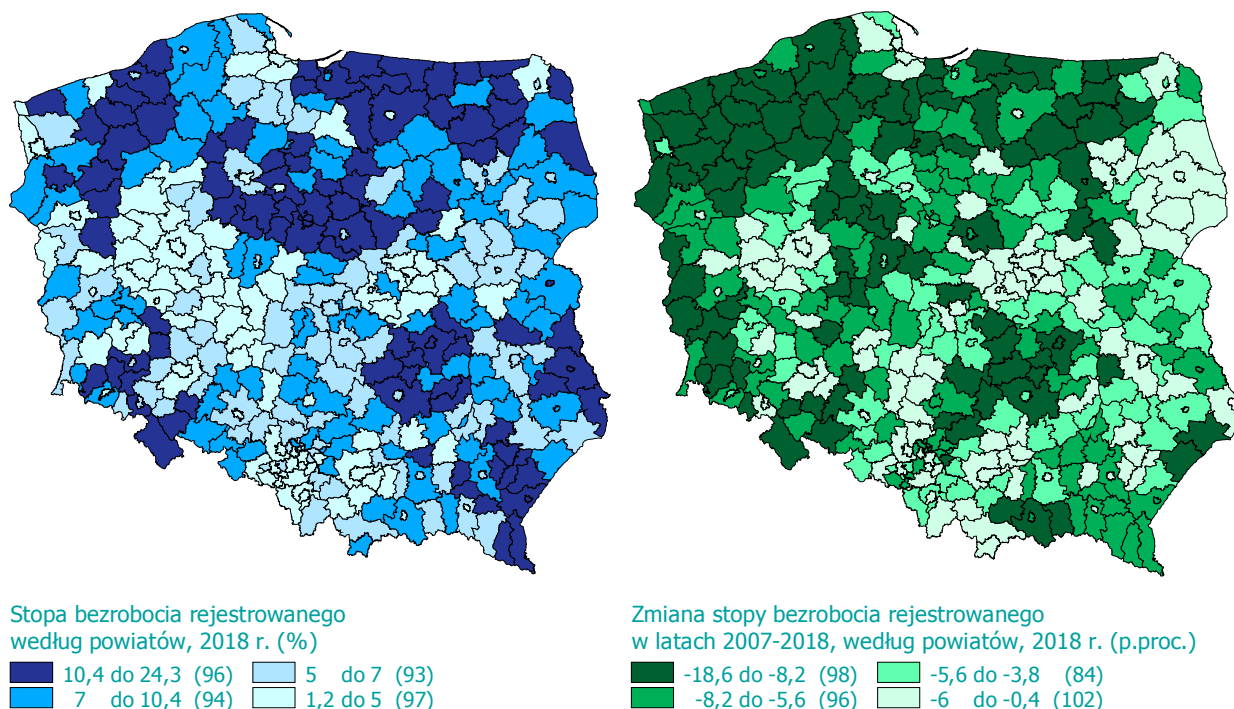 Stopa bezrobocia rejestrowanego
według powiatów, 2018 r. (%)
10,4 do 24,3 (96)
5 do 7 (93)
7 do 10,4 (94)
1,2 do 5 (97)
Zmiana stopy bezrobocia rejestrowanego
w latach 2007-2018, według powiatów, 2018 r. (p.proc.)
-18,6 do -8,2 (98)
-5,6 do -3,8 (84)
-8,2 do -5,6 (96)
-6 do -0,4 (102)